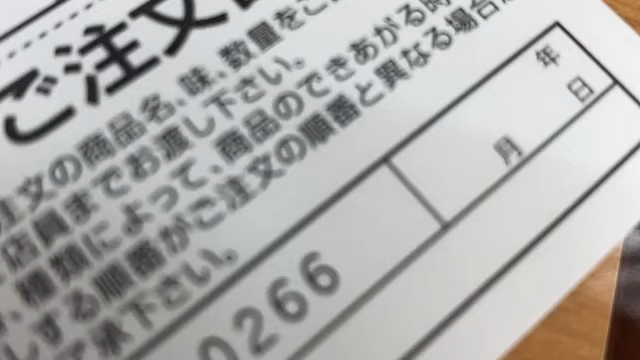 ご注文
注文の商品名、味、数量をご
店員までお渡し下さい。
種類によって、商品のできあがる時
する順番がご注文の順番と異なる場合
了承下さい。
年
月
日
0266